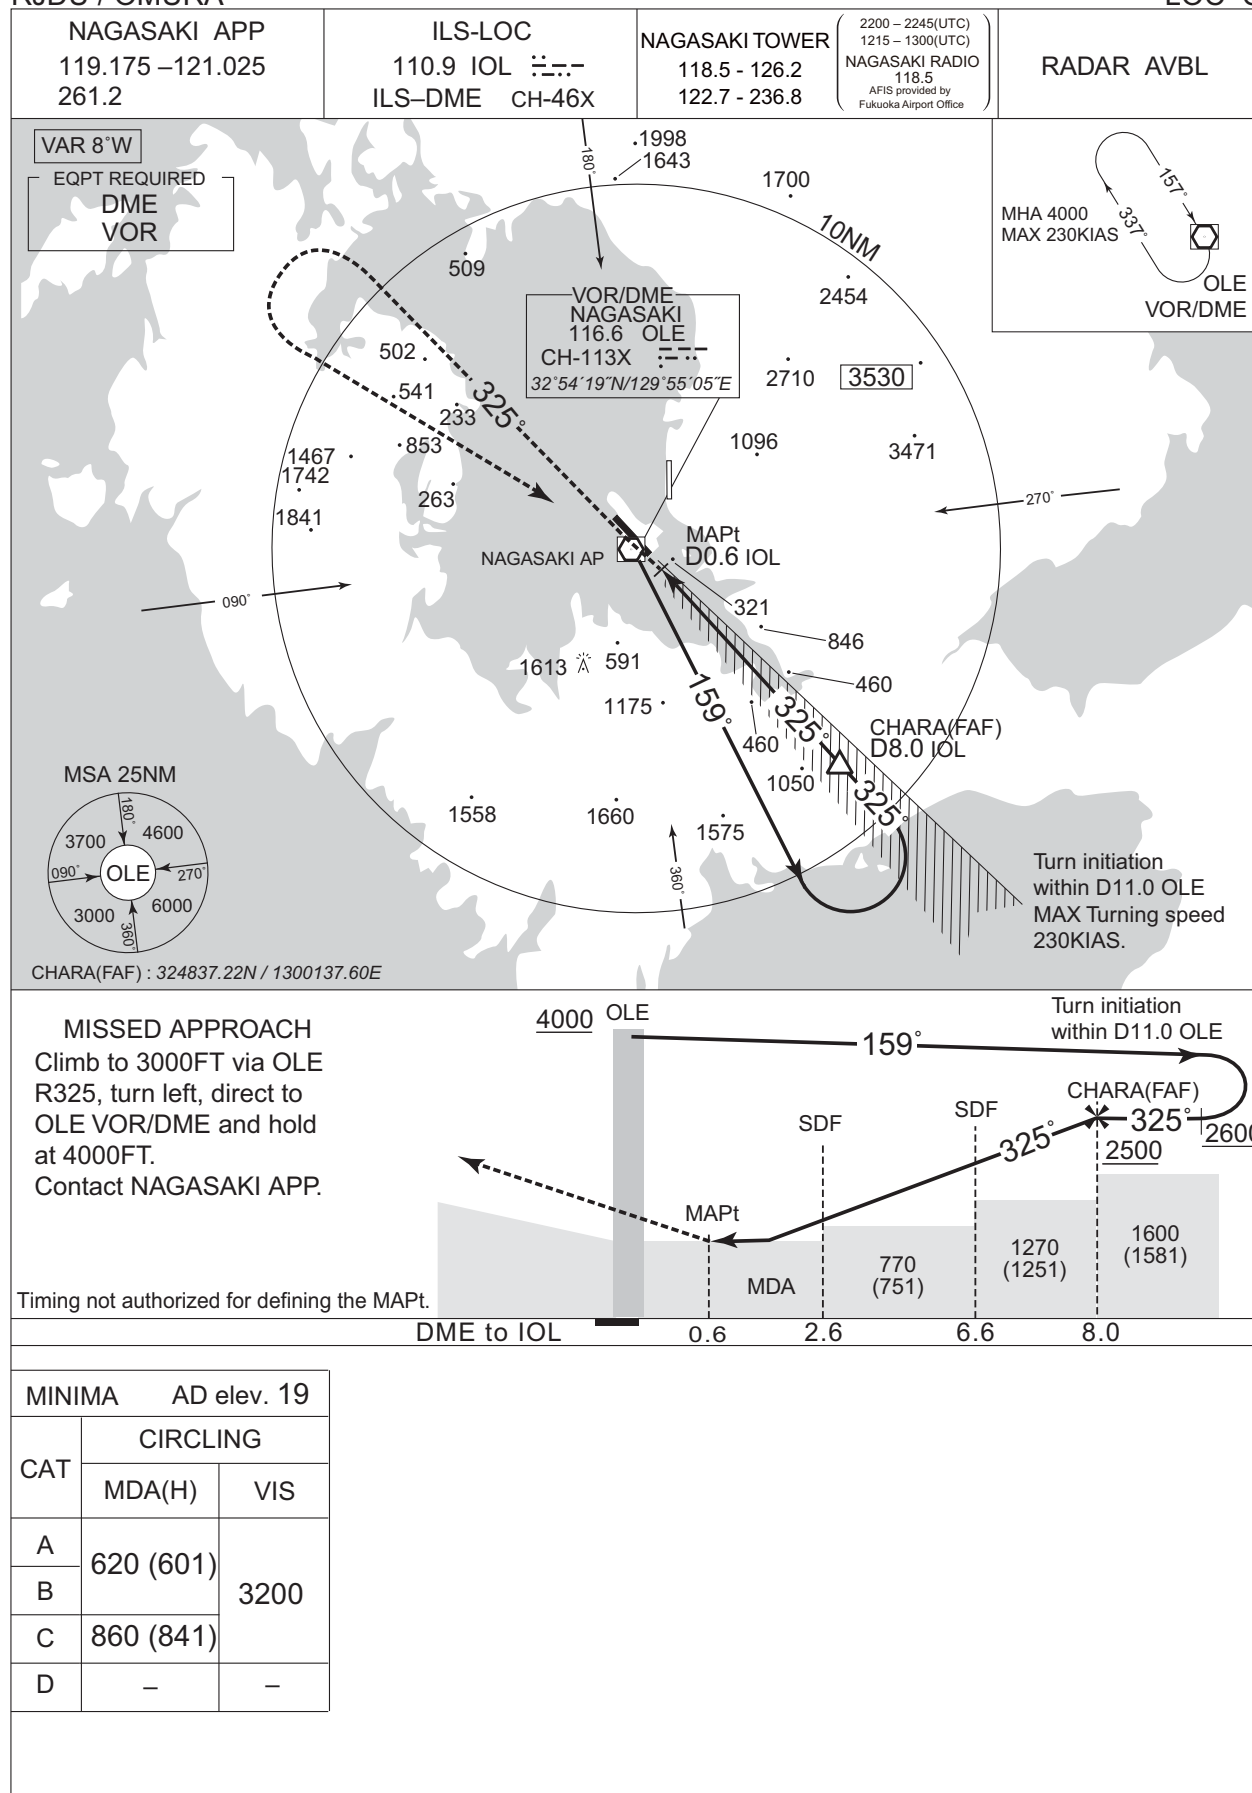 NAGASAKI APP
119.175 –121.025
261.2
ILS-LOC
110.9 IOL
ILS–DME CH-46X
NAGASAKI TOWER
118.5 - 126.2
122.7 - 236.8
2200 – 2245(UTC)
1215 – 1300(UTC)
NAGASAKI RADIO
118.5
AFIS provided by
Fukuoka Airport Office
RADAR AVBL
VAR 8˚W
EQPT REQUIRED
DME
VOR
180˚
1998
1643
1700
10NM
509
2454
157˚
337˚
MHA 4000
MAX 230KIAS
OLE
VOR/DME
VOR/DME
NAGASAKI
116.6 OLE
CH-113X
32˚54´19˝N/129˚55´05˝E
502
541
233
325˚
2710
3530
1096
3471
853
1467
1742
263
1841
270˚
NAGASAKI AP
MAPt
D0.6 IOL
090˚
321
846
1613
591
460
1175
159˚
325˚
460
CHARA(FAF)
D8.0 IOL
1050
325˚
1558
1660
1575
360˚
MSA 25NM
180˚
3700
4600
090˚
OLE
270˚
3000
6000
360˚
Turn initiation
within D11.0 OLE
MAX Turning speed
230KIAS.
CHARA(FAF) : 324837.22N / 1300137.60E
MISSED APPROACH
Climb to 3000FT via OLE
R325, turn left, direct to
OLE VOR/DME and hold
at 4000FT.
Contact NAGASAKI APP.
Timing not authorized for defining the MAPt.
4000
OLE
159˚
Turn initiation
within D11.0 OLE
CHARA(FAF)
SDF
SDF
325˚
325˚
2500
MAPt
MDA
770
(751)
1270
(1251)
1600
(1581)
DME to IOL 0.6 2.6 6.6 8.0
MINIMA AD elev. 19
CAT
CIRCLING
MDA(H) VIS
A
620 (601)
B
3200
C 860 (841)
D – –